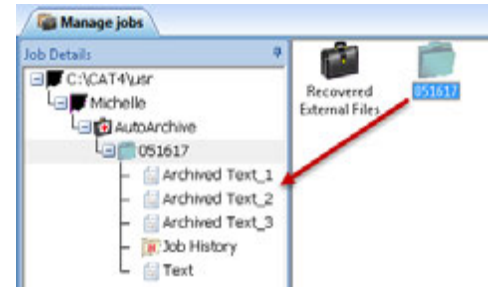 Manage jobs
Job Details
C:\CAT4\usr
Michelle
AutoArchive
051617
Archived Text_1
Archived Text_2
Archived Text_3
Job History
Text
Recovered
External Files
051617